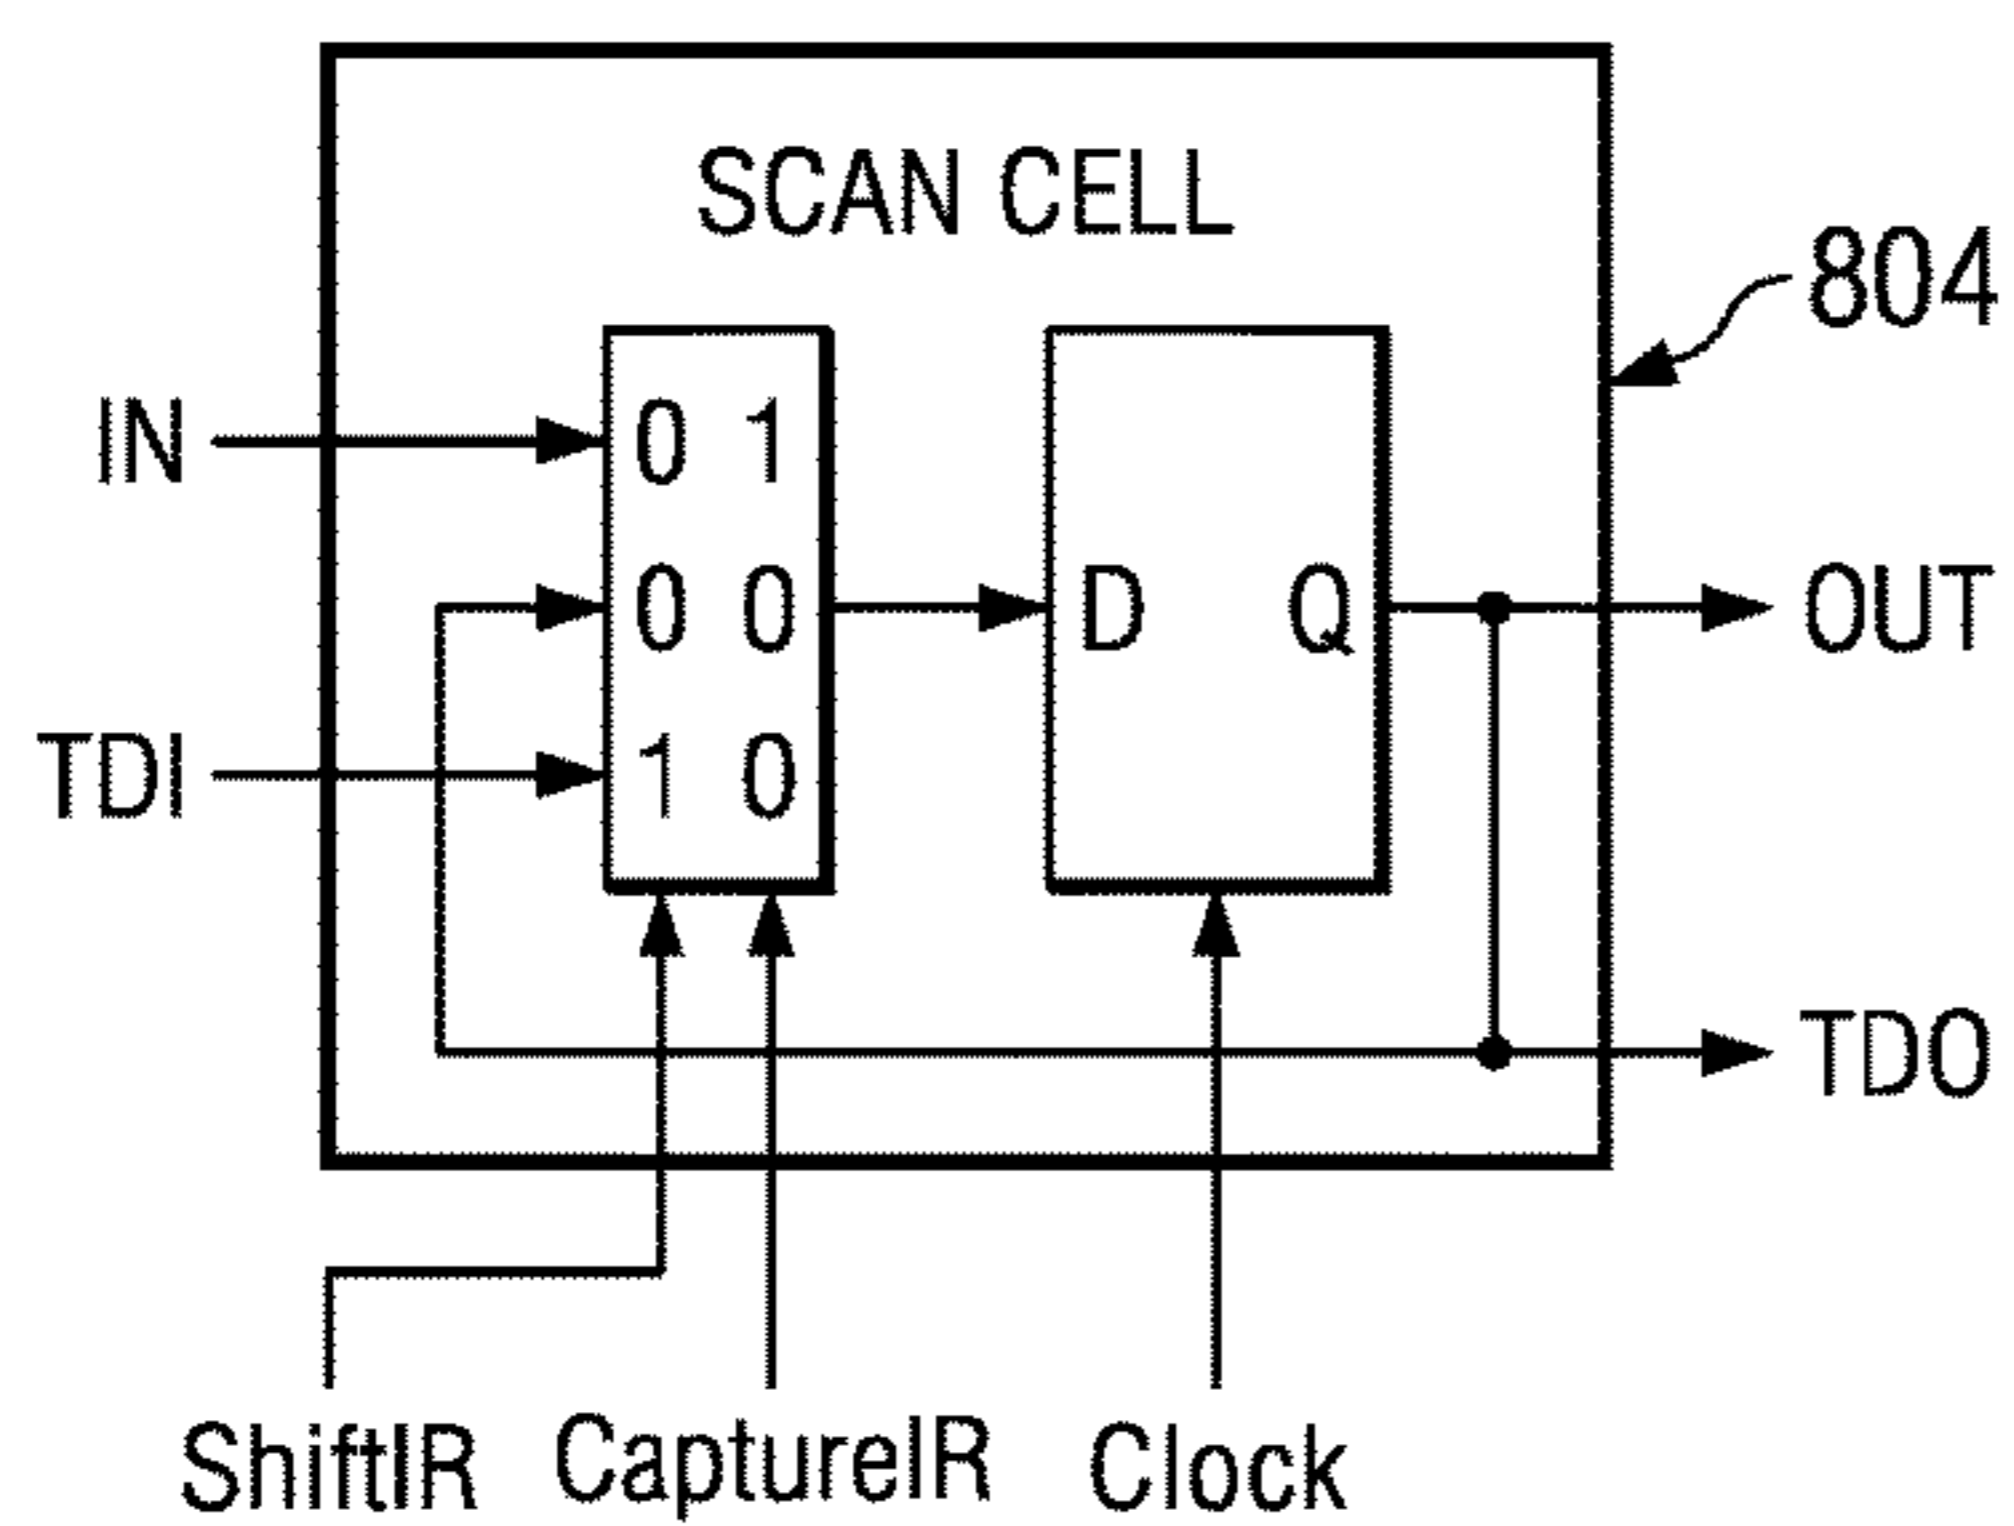 SCAN CELL
804
IN
0 1
0 0
D
Q
OUT
TDI
1 0
TDO
ShiftIR
CaptureIR
Clock